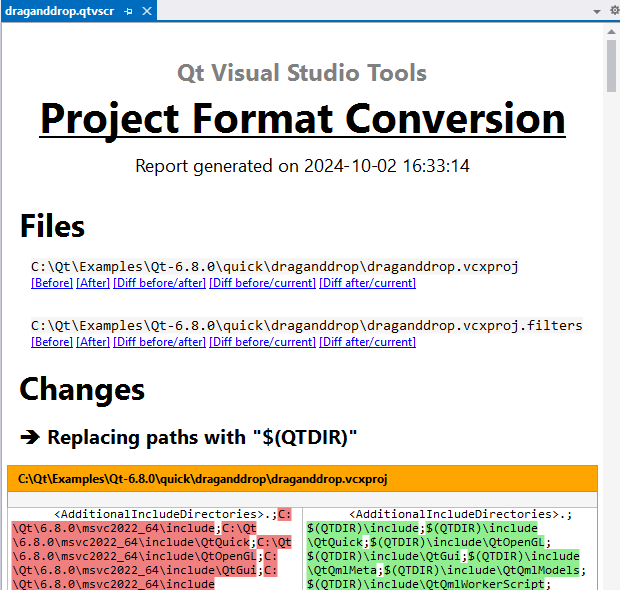 draganddrop.qtvscr
Qt Visual Studio Tools
Project Format Conversion
Report generated on 2024-10-02 16:33:14
Files
C:\Qt\Examples\Qt-6.8.0\quick\draganddrop\draganddrop.vcxproj
[Before] [After] [Diff before/after] [Diff before/current] [Diff after/current]
C:\Qt\Examples\Qt-6.8.0\quick\draganddrop\draganddrop.vcxproj.filters
[Before] [After] [Diff before/after] [Diff before/current] [Diff after/current]
Changes
➔ Replacing paths with "$(QTDIR)"
C:\Qt\Examples\Qt-6.8.0\quick\draganddrop\draganddrop.vcxproj
<AdditionalIncludeDirectories>.;C:
\Qt\6.8.0\msvc2022_64\include;C:\Qt
\6.8.0\msvc2022_64\include\QtQuick;C:\Qt
\6.8.0\msvc2022_64\include\QtOpenGL;C:
\Qt\6.8.0\msvc2022_64\include\QtGui;C:
\Qt\6.8.0\msvc2022_64\include
<AdditionalIncludeDirectories>.;
$(QTDIR)\include;$(QTDIR)\include
\QtQuick;$(QTDIR)\include\QtOpenGL;
$(QTDIR)\include\QtGui;$(QTDIR)\include
\QtQmlMeta;$(QTDIR)\include\QtQmlModels;
$(QTDIR)\include\QtQmlWorkerScript;